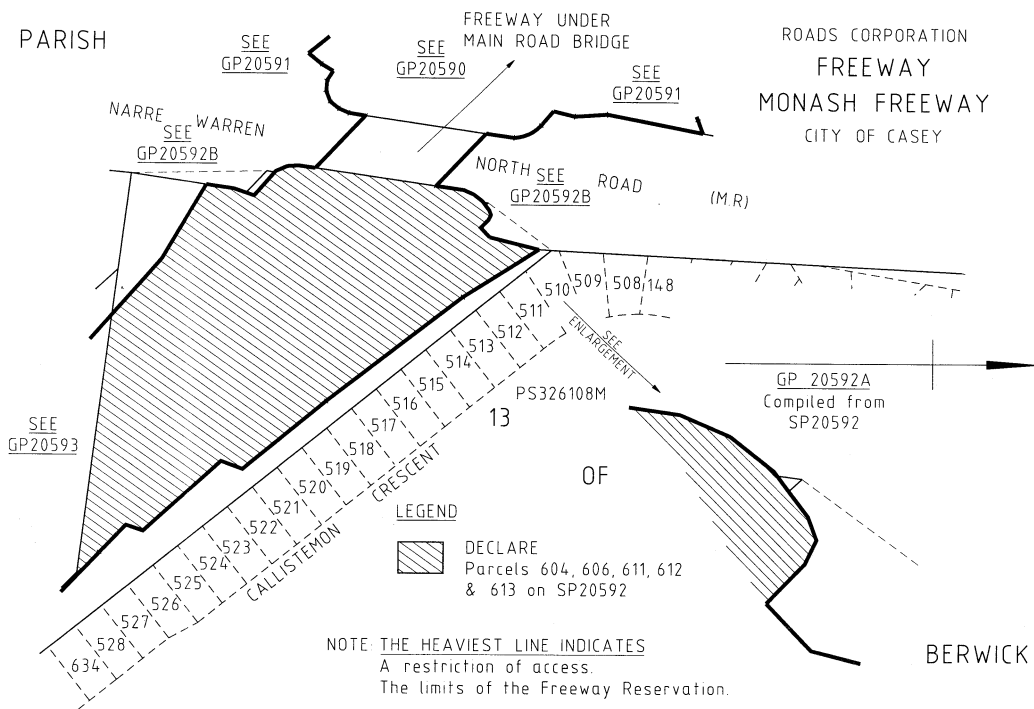 PARISH
SEE
GP20591
SEE
GP20590
FREEWAY UNDER
MAIN ROAD BRIDGE
SEE
GP20591
ROADS CORPORATION
FREEWAY
MONASH FREEWAY
CITY OF CASEY
NARRE WARREN
SEE
GP20592B
NORTH ROAD (M.R)
SEE
GP20592B
510
509
508
148
511
512
513
514
515
516
517
518
519
520
521
522
523
524
525
526
527
528
634
SEE
ENLARGEMENT
GP 20592A
Compiled from
SP20592
PS326108M
13
SEE
GP20593
OF
CALLISTEMON CRESCENT
LEGEND
DECLARE
Parcels 604, 606, 611, 612
& 613 on SP20592
NOTE: THE HEAVIEST LINE INDICATES
A restriction of access.
The limits of the Freeway Reservation.
BERWICK